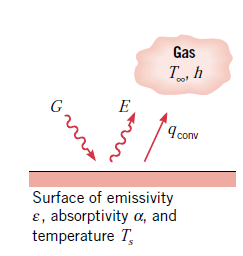 Gas
T∞, h
G E
qconv
Surface of emissivity
ε, absorptivity α, and
temperature Ts